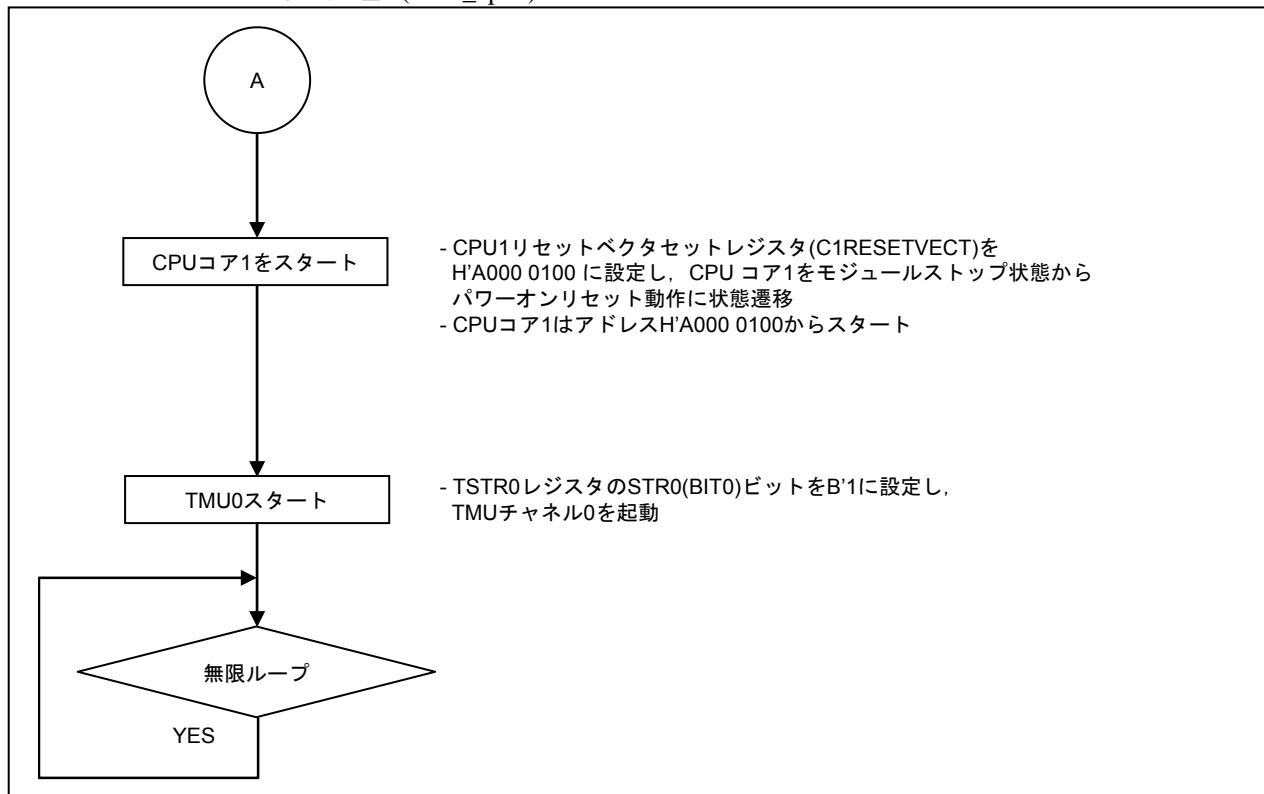 A
CPUコア1をスタート
- CPU1リセットベクタセットレジスタ(C1RESETVECT)を
H'A000 0100 に設定し，CPU コア1をモジュールストップ状態から
パワーオンリセット動作に状態遷移
- CPUコア1はアドレスH'A000 0100からスタート
TMU0スタート
- TSTR0レジスタのSTR0(BIT0)ビットをB'1に設定し，
TMUチャネル0を起動
無限ループ
YES